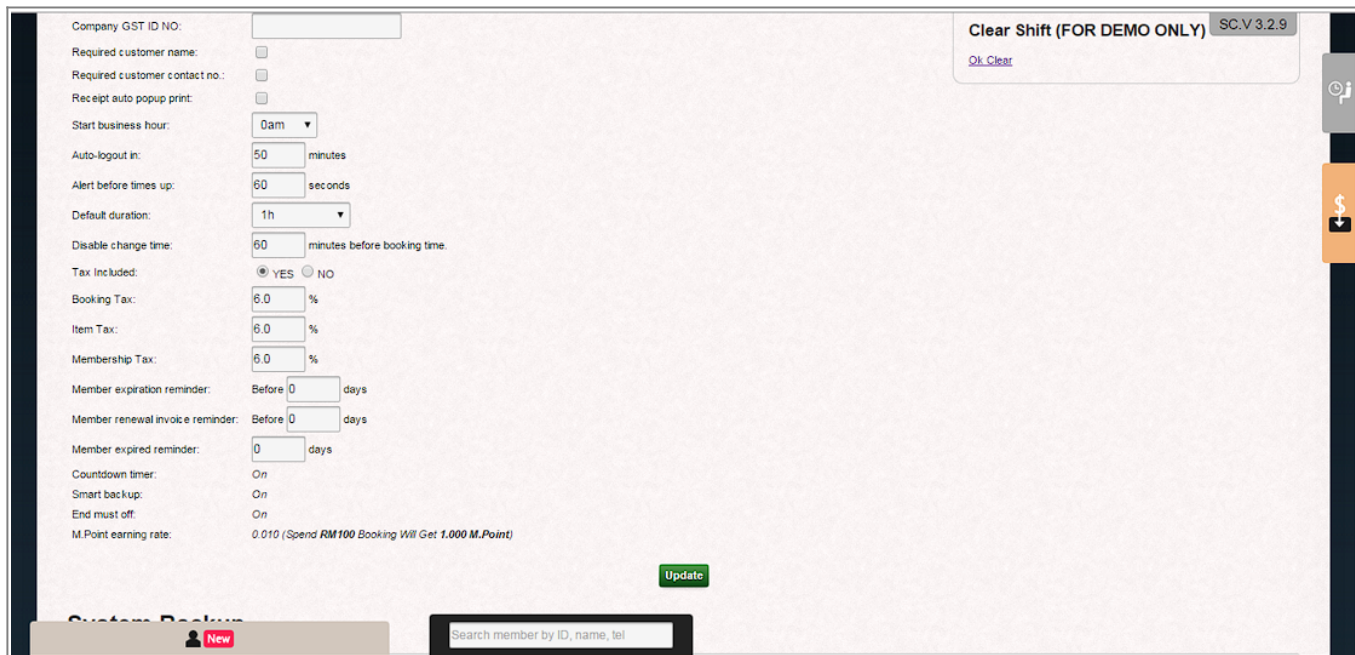 Company GST ID NO:
Required customer name:
Required customer contact no.:
Receipt auto popup print:
Start business hour: 0am
Auto-logout in: 50 minutes
Alert before times up: 60 seconds
Default duration: 1h
Disable change time: 60 minutes before booking time.
Tax Included: YES NO
Booking Tax: 6.0 %
Item Tax: 6.0 %
Membership Tax: 6.0 %
Member expiration reminder: Before 0 days
Member renewal invoice reminder: Before 0 days
Member expired reminder: 0 days
Countdown timer: On
Smart backup: On
End must off: On
M.Point earning rate: 0.010 (Spend RM100 Booking Will Get 1.000 M.Point)
Update
System Backup
New
Search member by ID, name, tel
Clear Shift (FOR DEMO ONLY)
SC.V 3.2.9
Ok Clear
$